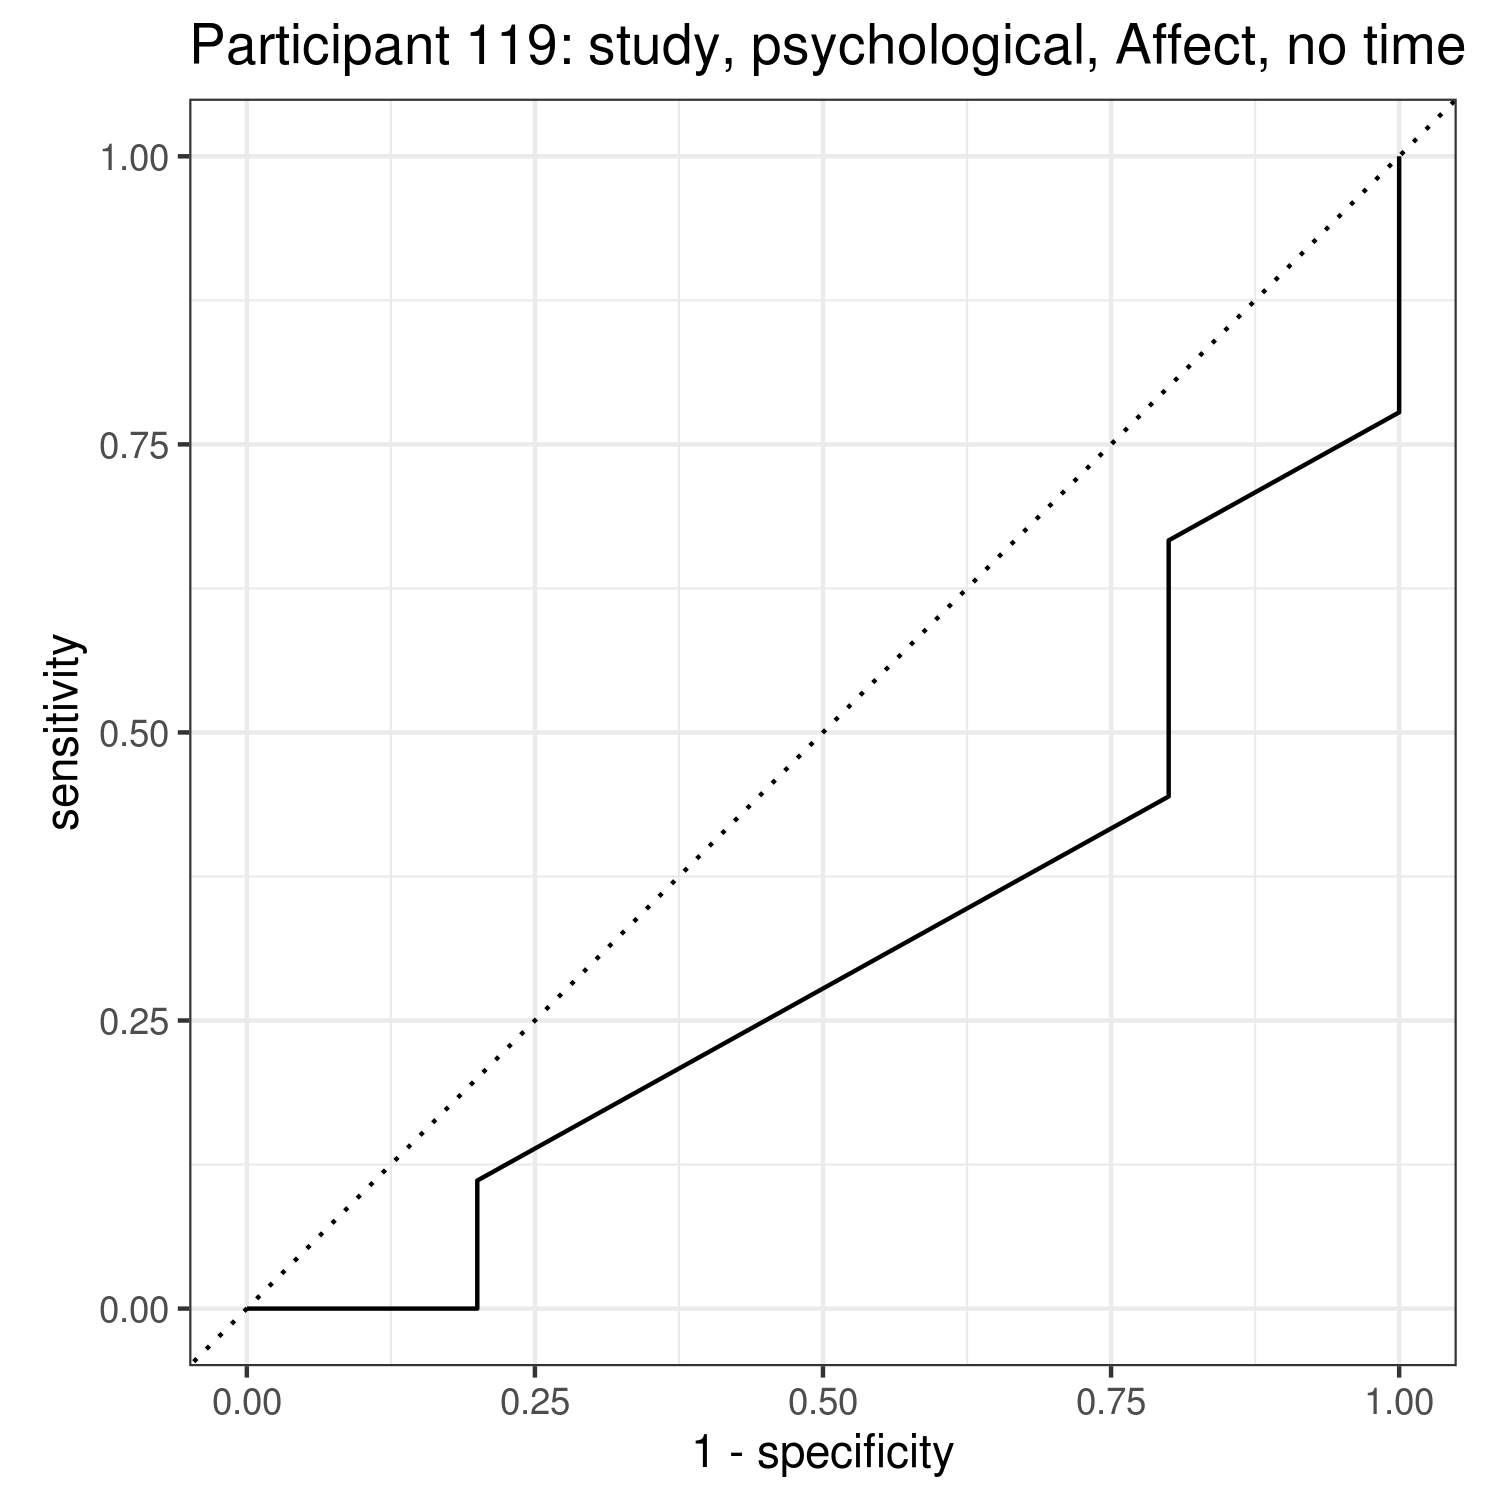 Participant 119: study, psychological, Affect, no time
1.00
0.75
0.50
0.25
0.00
sensitivity
0.00 0.25 0.50 0.75 1.00
1 - specificity